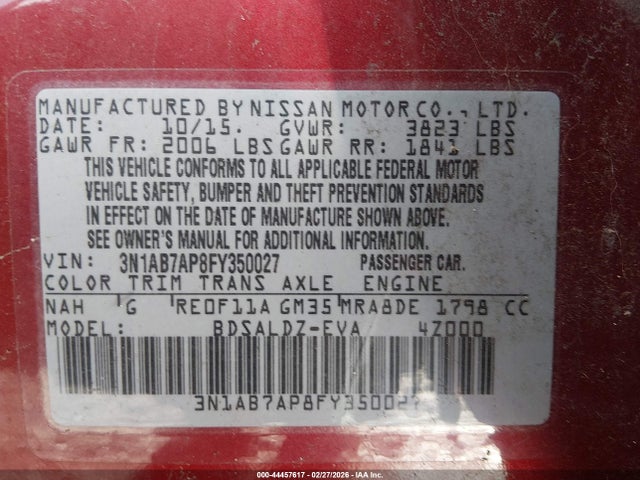 MANUFACTURED BY NISSAN MOTOR CO., LTD.
DATE: 10/15. GVWR: 3823 LBS
GAWR FR: 2006 LBS GAWR RR: 1841 LBS
THIS VEHICLE CONFORMS TO ALL APPLICABLE FEDERAL MOTOR
VEHICLE SAFETY, BUMPER AND THEFT PREVENTION STANDARDS
IN EFFECT ON THE DATE OF MANUFACTURE SHOWN ABOVE.
SEE OWNER'S MANUAL FOR ADDITIONAL INFORMATION.
VIN: 3N1AB7AP8FY350027 PASSENGER CAR.
COLOR TRIM TRANS AXLE ENGINE
NAH G RE0F11A GM35 MRA8DE 1798 CC
MODEL: BDSALDZ-EVA 4Z000
3N1AB7AP8FY350027
000-44457617 - 02/27/2026 - IAA Inc.